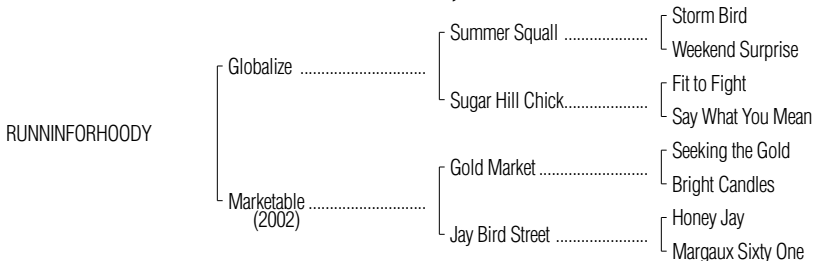 Storm Bird
Summer Squall ....................
Weekend Surprise
Globalize ..............................
Fit to Fight
Sugar Hill Chick....................
Say What You Mean
RUNNINFORHOODY
Seeking the Gold
Gold Market ..........................
Bright Candles
Marketable ............................
(2002)
Honey Jay
Jay Bird Street ......................
Margaux Sixty One